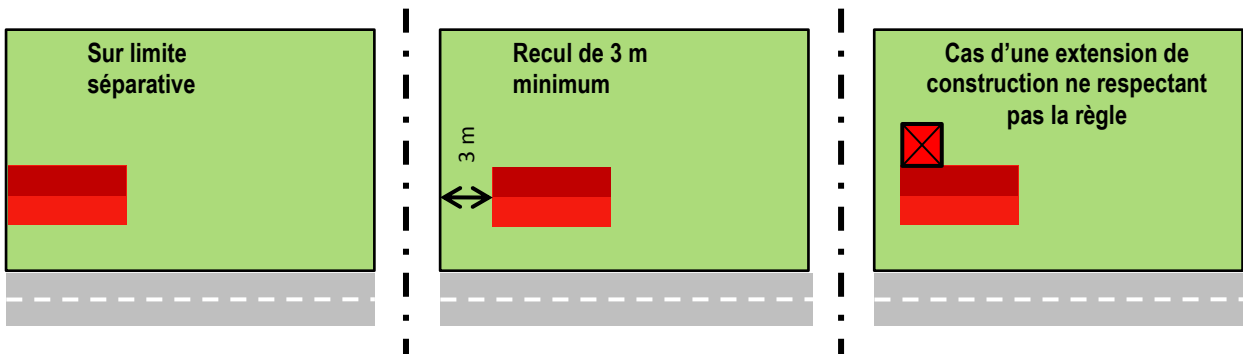 Sur limite
séparative
Recul de 3 m
minimum
3 m
Cas d’une extension de
construction ne respectant
pas la règle